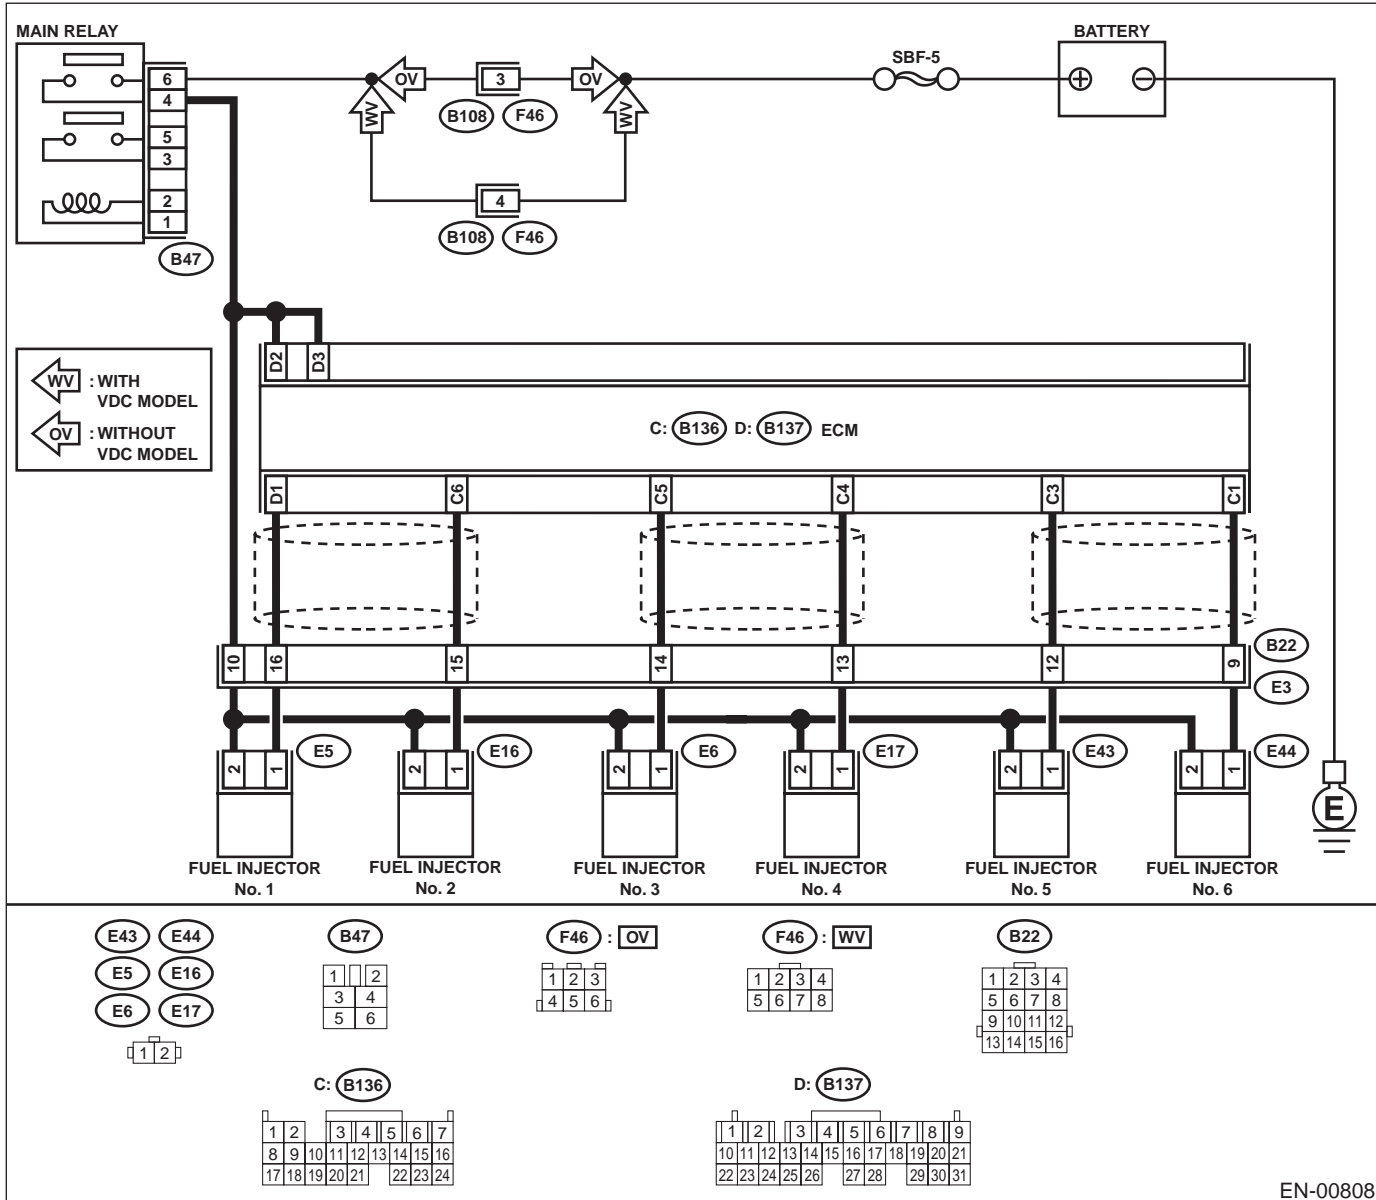 MAIN RELAY
BATTERY
SBF-5
6
4
5
3
2
1
B47
OV
3
OV
WV
WV
B108
F46
4
B108
F46
WV : WITH
VDC MODEL
OV : WITHOUT
VDC MODEL
D2
D3
C: B136 D: B137 ECM
D1
C6
C5
C4
C3
C1
10
16
15
14
13
12
9
B22
E3
E5
E16
E6
E17
E43
E44
2 1
2 1
2 1
2 1
2 1
2 1
E
FUEL INJECTOR
No. 1
FUEL INJECTOR
No. 2
FUEL INJECTOR
No. 3
FUEL INJECTOR
No. 4
FUEL INJECTOR
No. 5
FUEL INJECTOR
No. 6
E43 E44
E5 E16
E6 E17
1 2
B47
1 2
3 4
5 6
F46 : OV
1 2 3
4 5 6
F46 : WV
1 2 3 4
5 6 7 8
B22
1 2 3 4
5 6 7 8
9 10 11 12
13 14 15 16
C: B136
1 2 3 4 5 6 7
8 9 10 11 12 13 14 15 16
17 18 19 20 21 22 23 24
D: B137
1 2 3 4 5 6 7 8 9
10 11 12 13 14 15 16 17 18 19 20 21
22 23 24 25 26 27 28 29 30 31
EN-00808